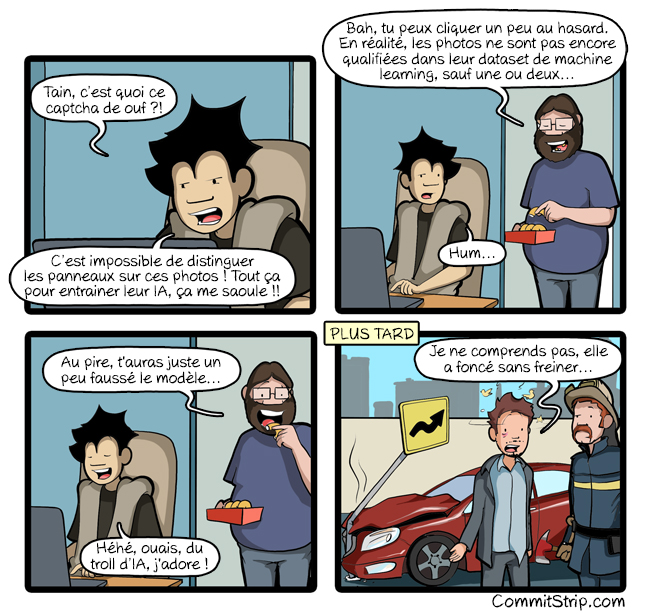 Tain, c'est quoi ce
captcha de ouf ?!
C'est impossible de distinguer
les panneaux sur ces photos ! Tout ça
pour entrainer leur IA, ça me saoule !!
Bah, tu peux cliquer un peu au hasard.
En réalité, les photos ne sont pas encore
qualifiées dans leur dataset de machine
learning, sauf une ou deux...
Hum...
Au pire, t'auras juste un
peu faussé le modèle...
Héhé, ouais, du
troll d'IA, j'adore !
PLUS TARD
Je ne comprends pas, elle
a foncé sans freiner...
CommitStrip.com